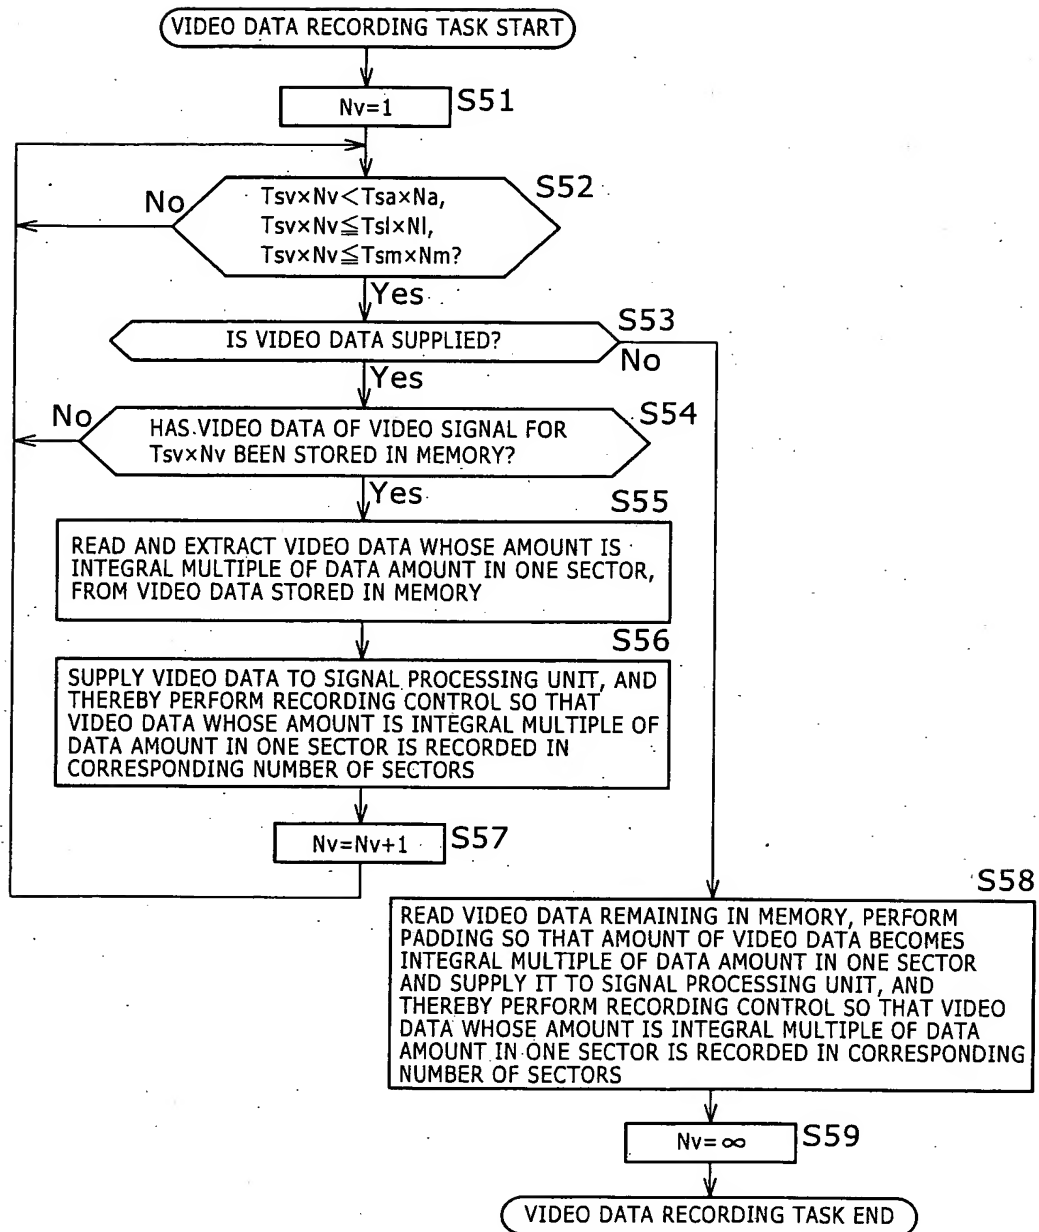 VIDEO DATA RECORDING TASK START
Nv=1
S51
No
Tsv×Nv<Tsa×Na,
Tsv×Nv≦Tsl×Nl,
Tsv×Nv≦Tsm×Nm?
S52
Yes
IS VIDEO DATA SUPPLIED?
S53
No
Yes
No
HAS VIDEO DATA OF VIDEO SIGNAL FOR
Tsv×Nv BEEN STORED IN MEMORY?
S54
Yes
S55
READ AND EXTRACT VIDEO DATA WHOSE AMOUNT IS
INTEGRAL MULTIPLE OF DATA AMOUNT IN ONE SECTOR,
FROM VIDEO DATA STORED IN MEMORY
S56
SUPPLY VIDEO DATA TO SIGNAL PROCESSING UNIT, AND
THEREBY PERFORM RECORDING CONTROL SO THAT
VIDEO DATA WHOSE AMOUNT IS INTEGRAL MULTIPLE OF
DATA AMOUNT IN ONE SECTOR IS RECORDED IN
CORRESPONDING NUMBER OF SECTORS
Nv=Nv+1
S57
S58
READ VIDEO DATA REMAINING IN MEMORY, PERFORM
PADDING SO THAT AMOUNT OF VIDEO DATA BECOMES
INTEGRAL MULTIPLE OF DATA AMOUNT IN ONE SECTOR
AND SUPPLY IT TO SIGNAL PROCESSING UNIT, AND
THEREBY PERFORM RECORDING CONTROL SO THAT VIDEO
DATA WHOSE AMOUNT IS INTEGRAL MULTIPLE OF DATA
AMOUNT IN ONE SECTOR IS RECORDED IN CORRESPONDING
NUMBER OF SECTORS
Nv=∞
S59
VIDEO DATA RECORDING TASK END